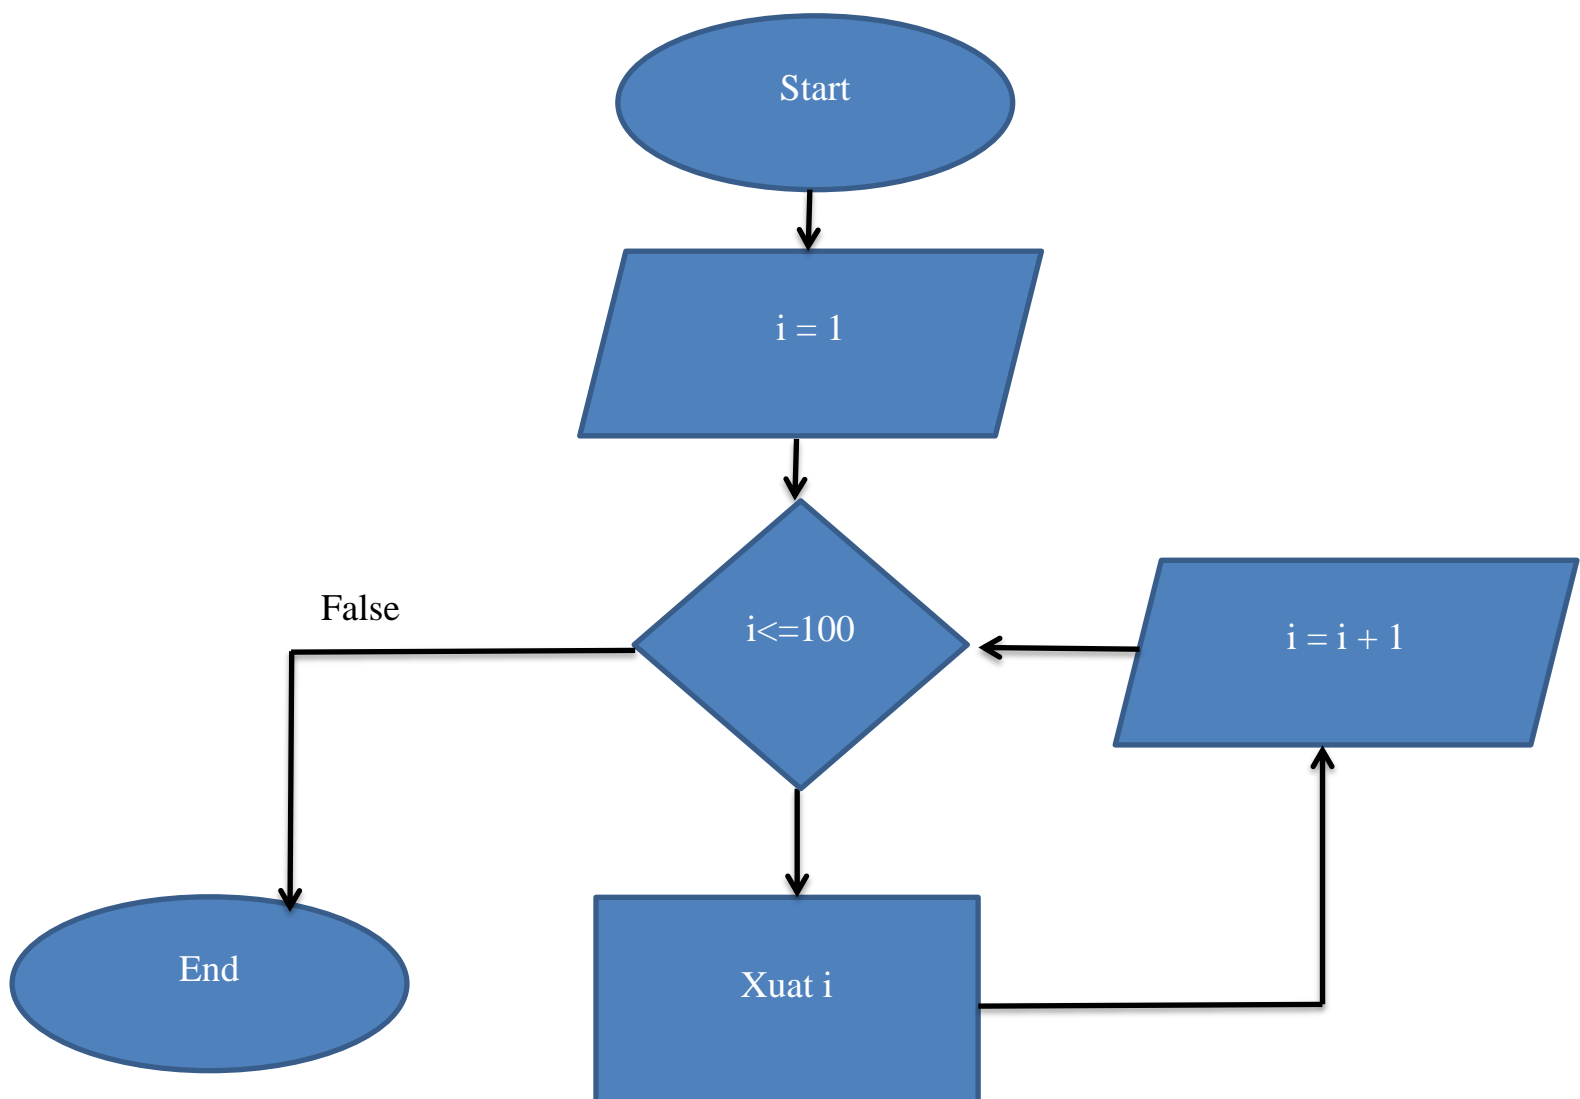 Start
i = 1
False
i<=100
i = i + 1
End
Xuat i